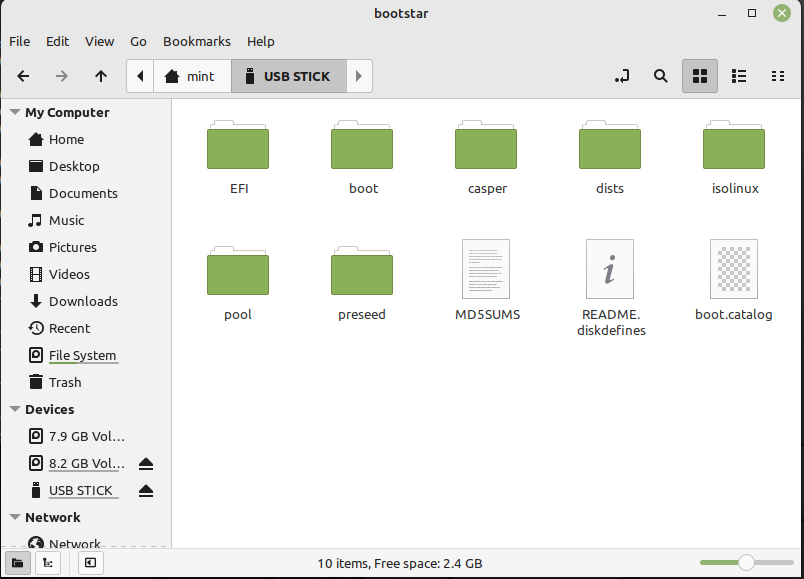 bootstar
File Edit View Go Bookmarks Help
mint USB STICK
My Computer
Home
Desktop
Documents
Music
Pictures
Videos
Downloads
Recent
File System
Trash
Devices
7.9 GB Vol...
8.2 GB Vol...
USB STICK
Network
Network
EFI boot casper dists isolinux
pool preseed MD5SUMS README.
diskdefines boot.catalog
10 items, Free space: 2.4 GB